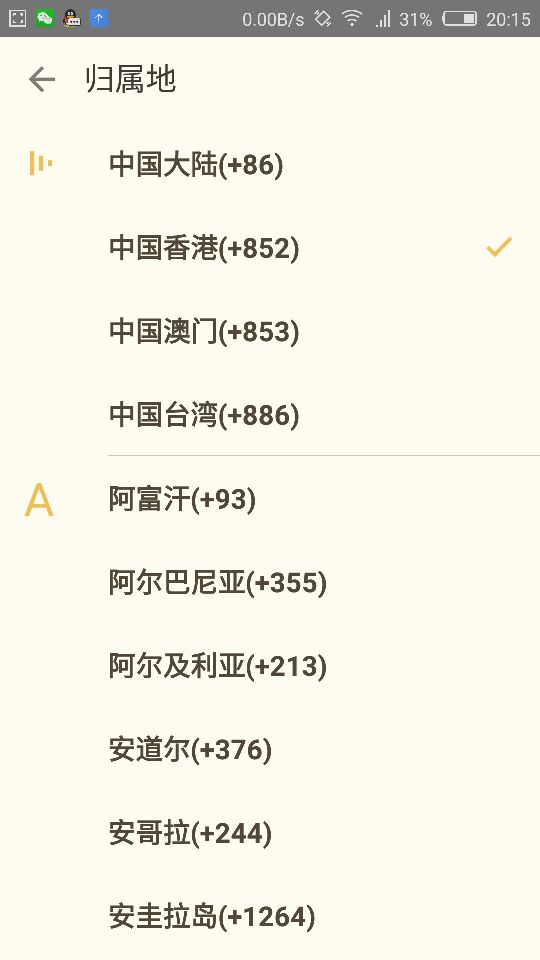 0.00B/s 31% 20:15
归属地
中国大陆(+86)
中国香港(+852)
中国澳门(+853)
中国台湾(+886)
A
阿富汗(+93)
阿尔巴尼亚(+355)
阿尔及利亚(+213)
安道尔(+376)
安哥拉(+244)
安圭拉岛(+1264)